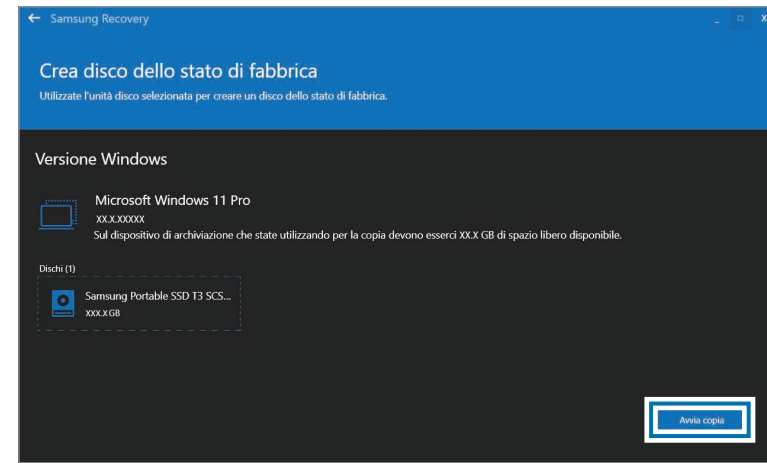 Samsung Recovery
Crea disco dello stato di fabbrica
Utilizzate l'unità disco selezionata per creare un disco dello stato di fabbrica.
Versione Windows
Microsoft Windows 11 Pro
XX.X.XXXXX
Sul dispositivo di archiviazione che state utilizzando per la copia devono esserci XX.X GB di spazio libero disponibile.
Dischi (1)
Samsung Portable SSD T3 SCS...
XXX.X GB
Avvia copia